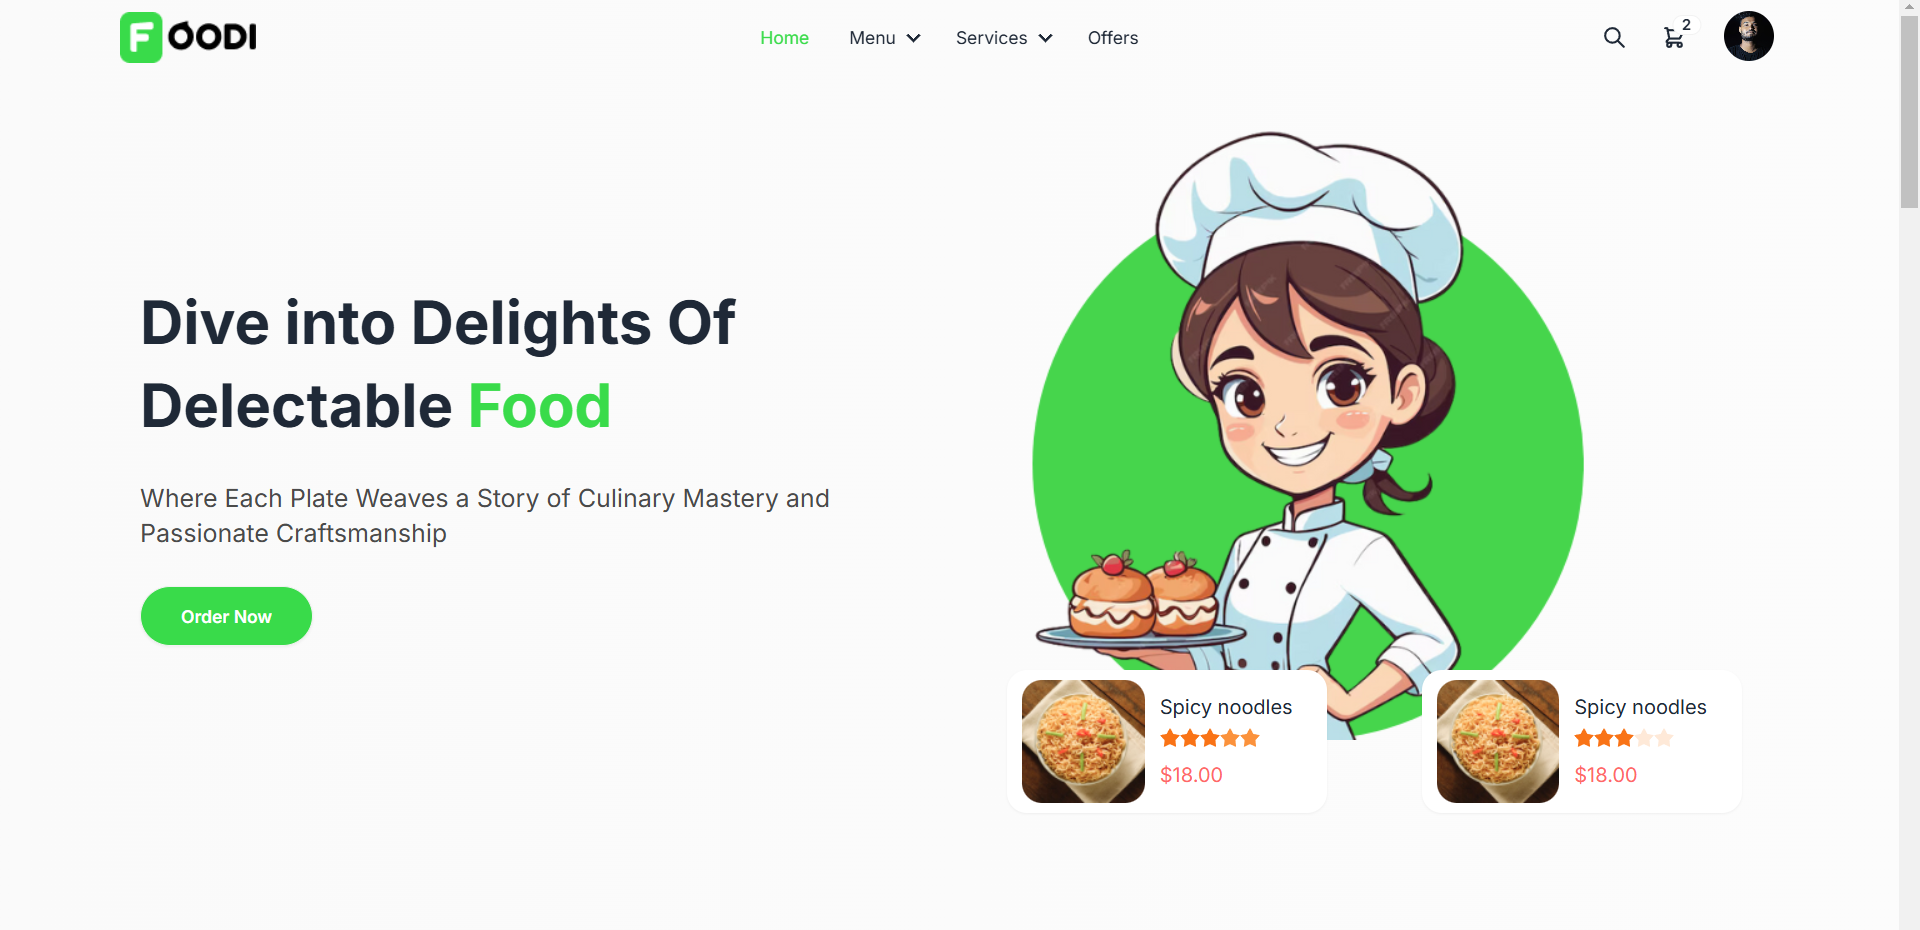 FOODI
Home
Menu
Services
Offers
2
Dive into Delights Of
Delectable Food
Where Each Plate Weaves a Story of Culinary Mastery and
Passionate Craftsmanship
Order Now
Spicy noodles
$18.00
Spicy noodles
$18.00